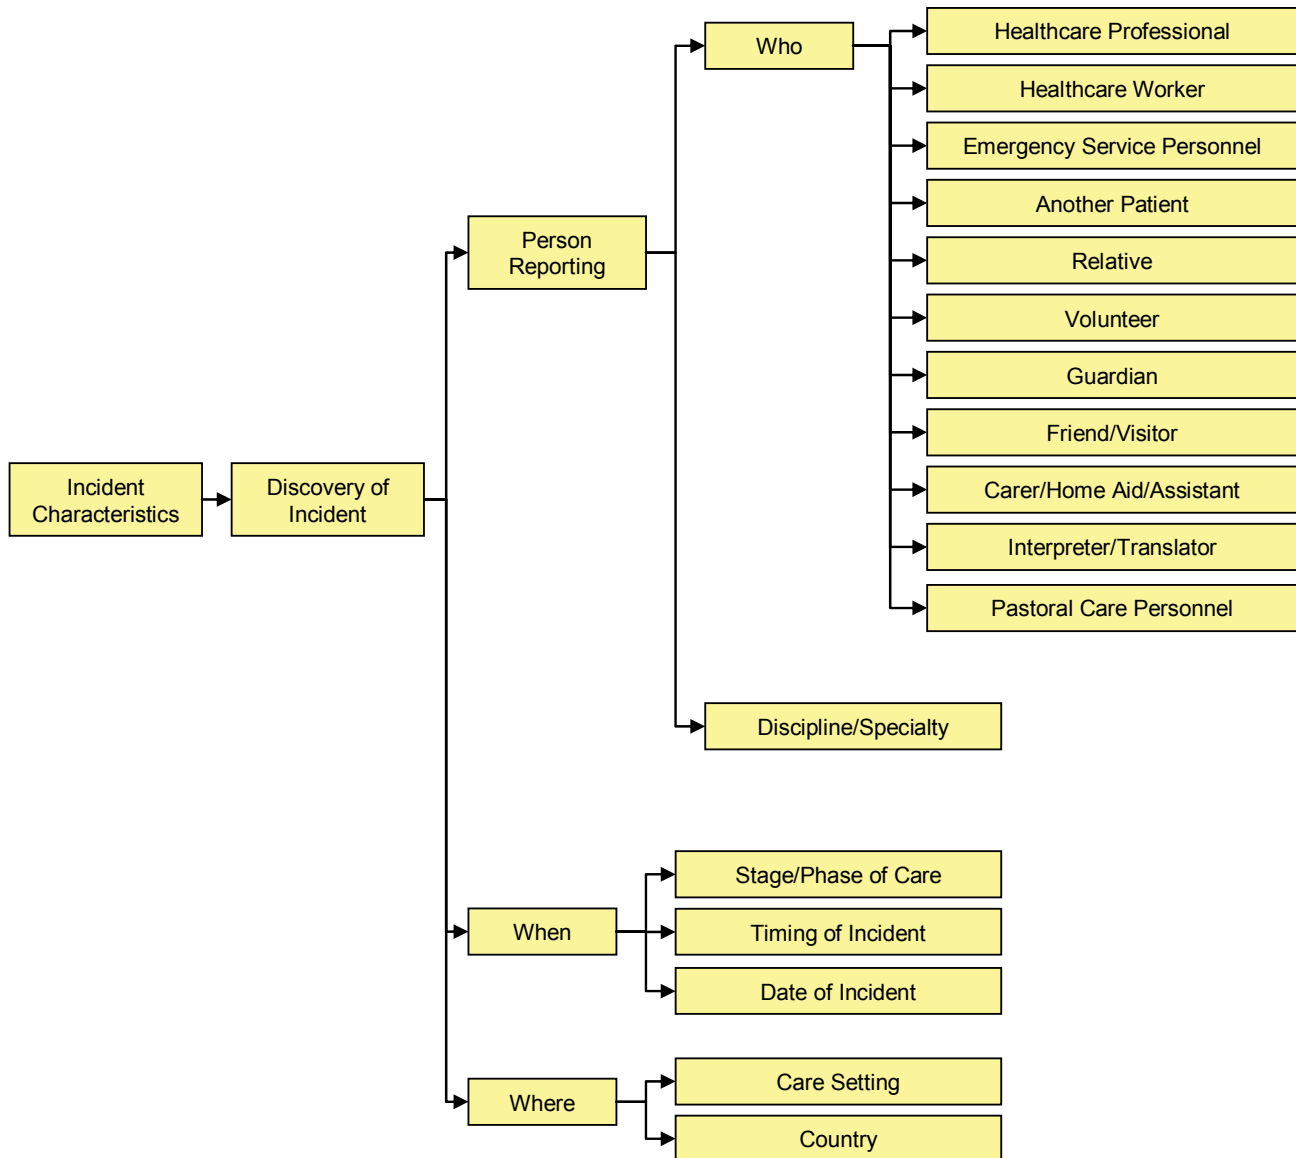 Who
Healthcare Professional
Healthcare Worker
Emergency Service Personnel
Another Patient
Person
Reporting
Relative
Volunteer
Guardian
Friend/Visitor
Incident
Characteristics
Discovery of
Incident
Carer/Home Aid/Assistant
Interpreter/Translator
Pastoral Care Personnel
Discipline/Specialty
When
Stage/Phase of Care
Timing of Incident
Date of Incident
Where
Care Setting
Country